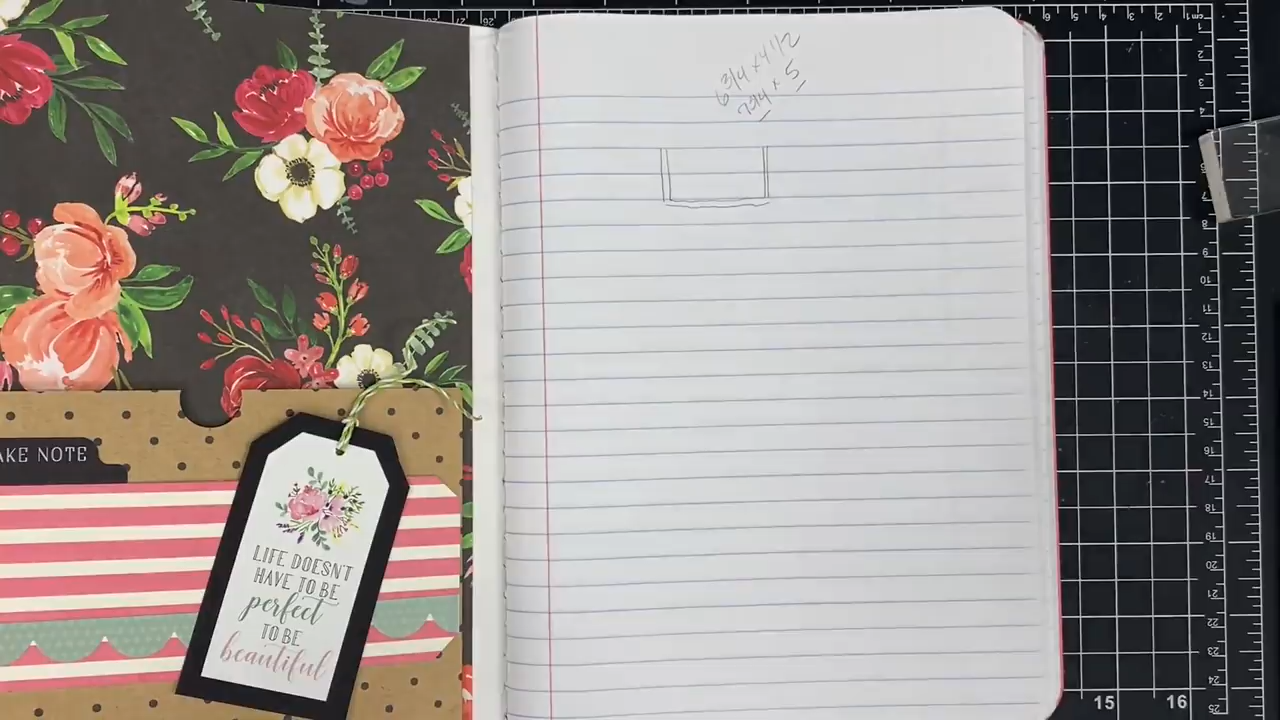 6 3/4 x 4 1/2
7 3/4 x 5
AKE NOTE
LIFE DOESN'T
HAVE TO BE
perfect
TO BE
beautiful
15 16